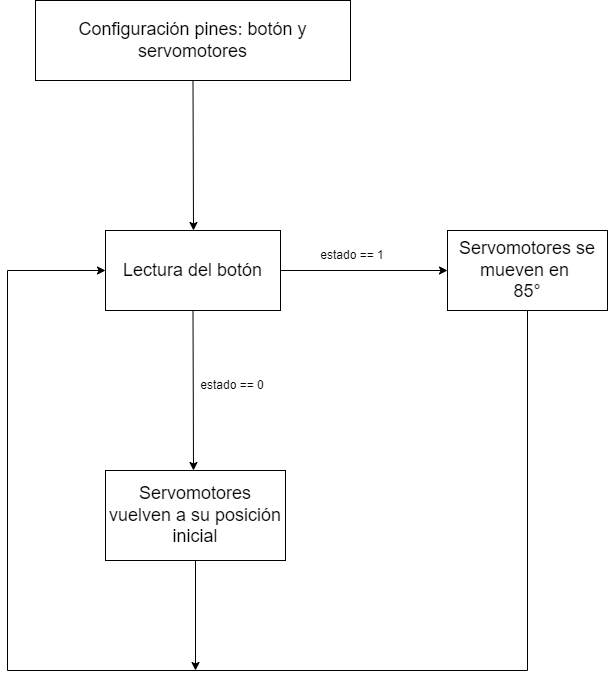 Configuración pines: botón y
servomotores
Lectura del botón
estado == 1
Servomotores se
mueven en
85°
estado == 0
Servomotores
vuelven a su posición
inicial